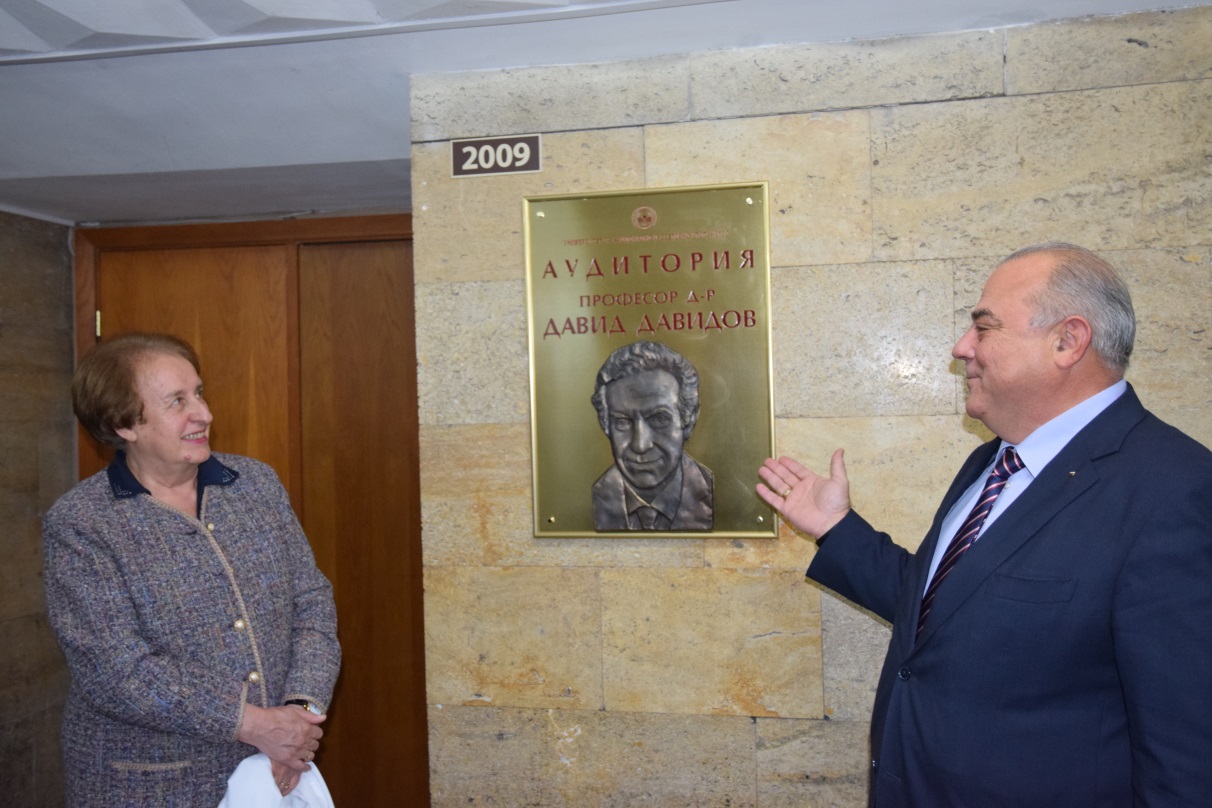 2009
АУДИТОРИЯ
ПРОФЕСОР Д-Р
ДАВИД ДАВИДОВ